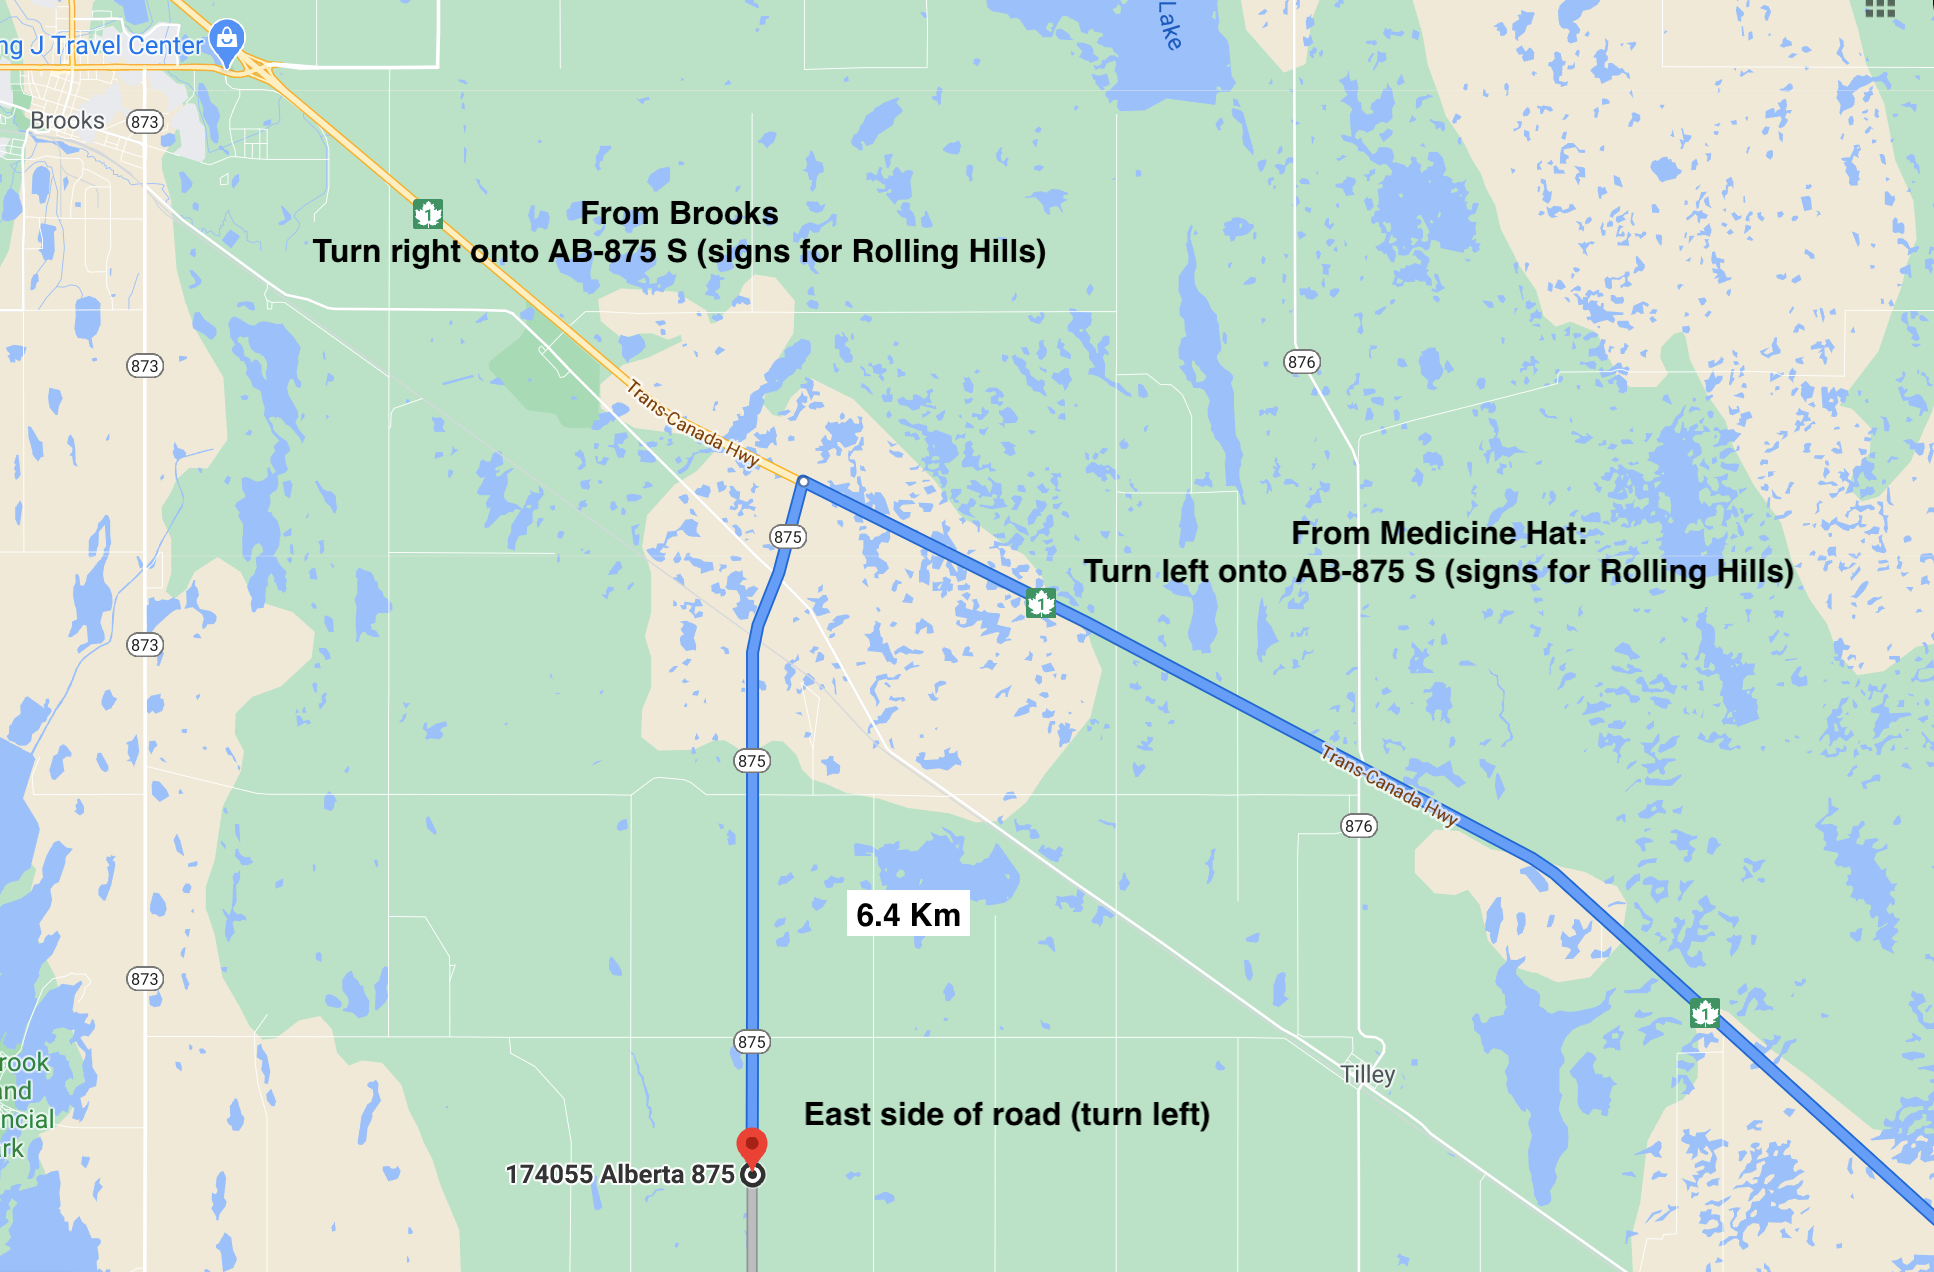 Lake
ng J Travel Center
Brooks
873
1
From Brooks
Turn right onto AB-875 S (signs for Rolling Hills)
873
876
Trans-Canada Hwy
875
From Medicine Hat:
Turn left onto AB-875 S (signs for Rolling Hills)
1
873
875
Trans-Canada Hwy
876
6.4 Km
873
1
875
rook
and
ncial
rk
Tilley
East side of road (turn left)
174055 Alberta 875